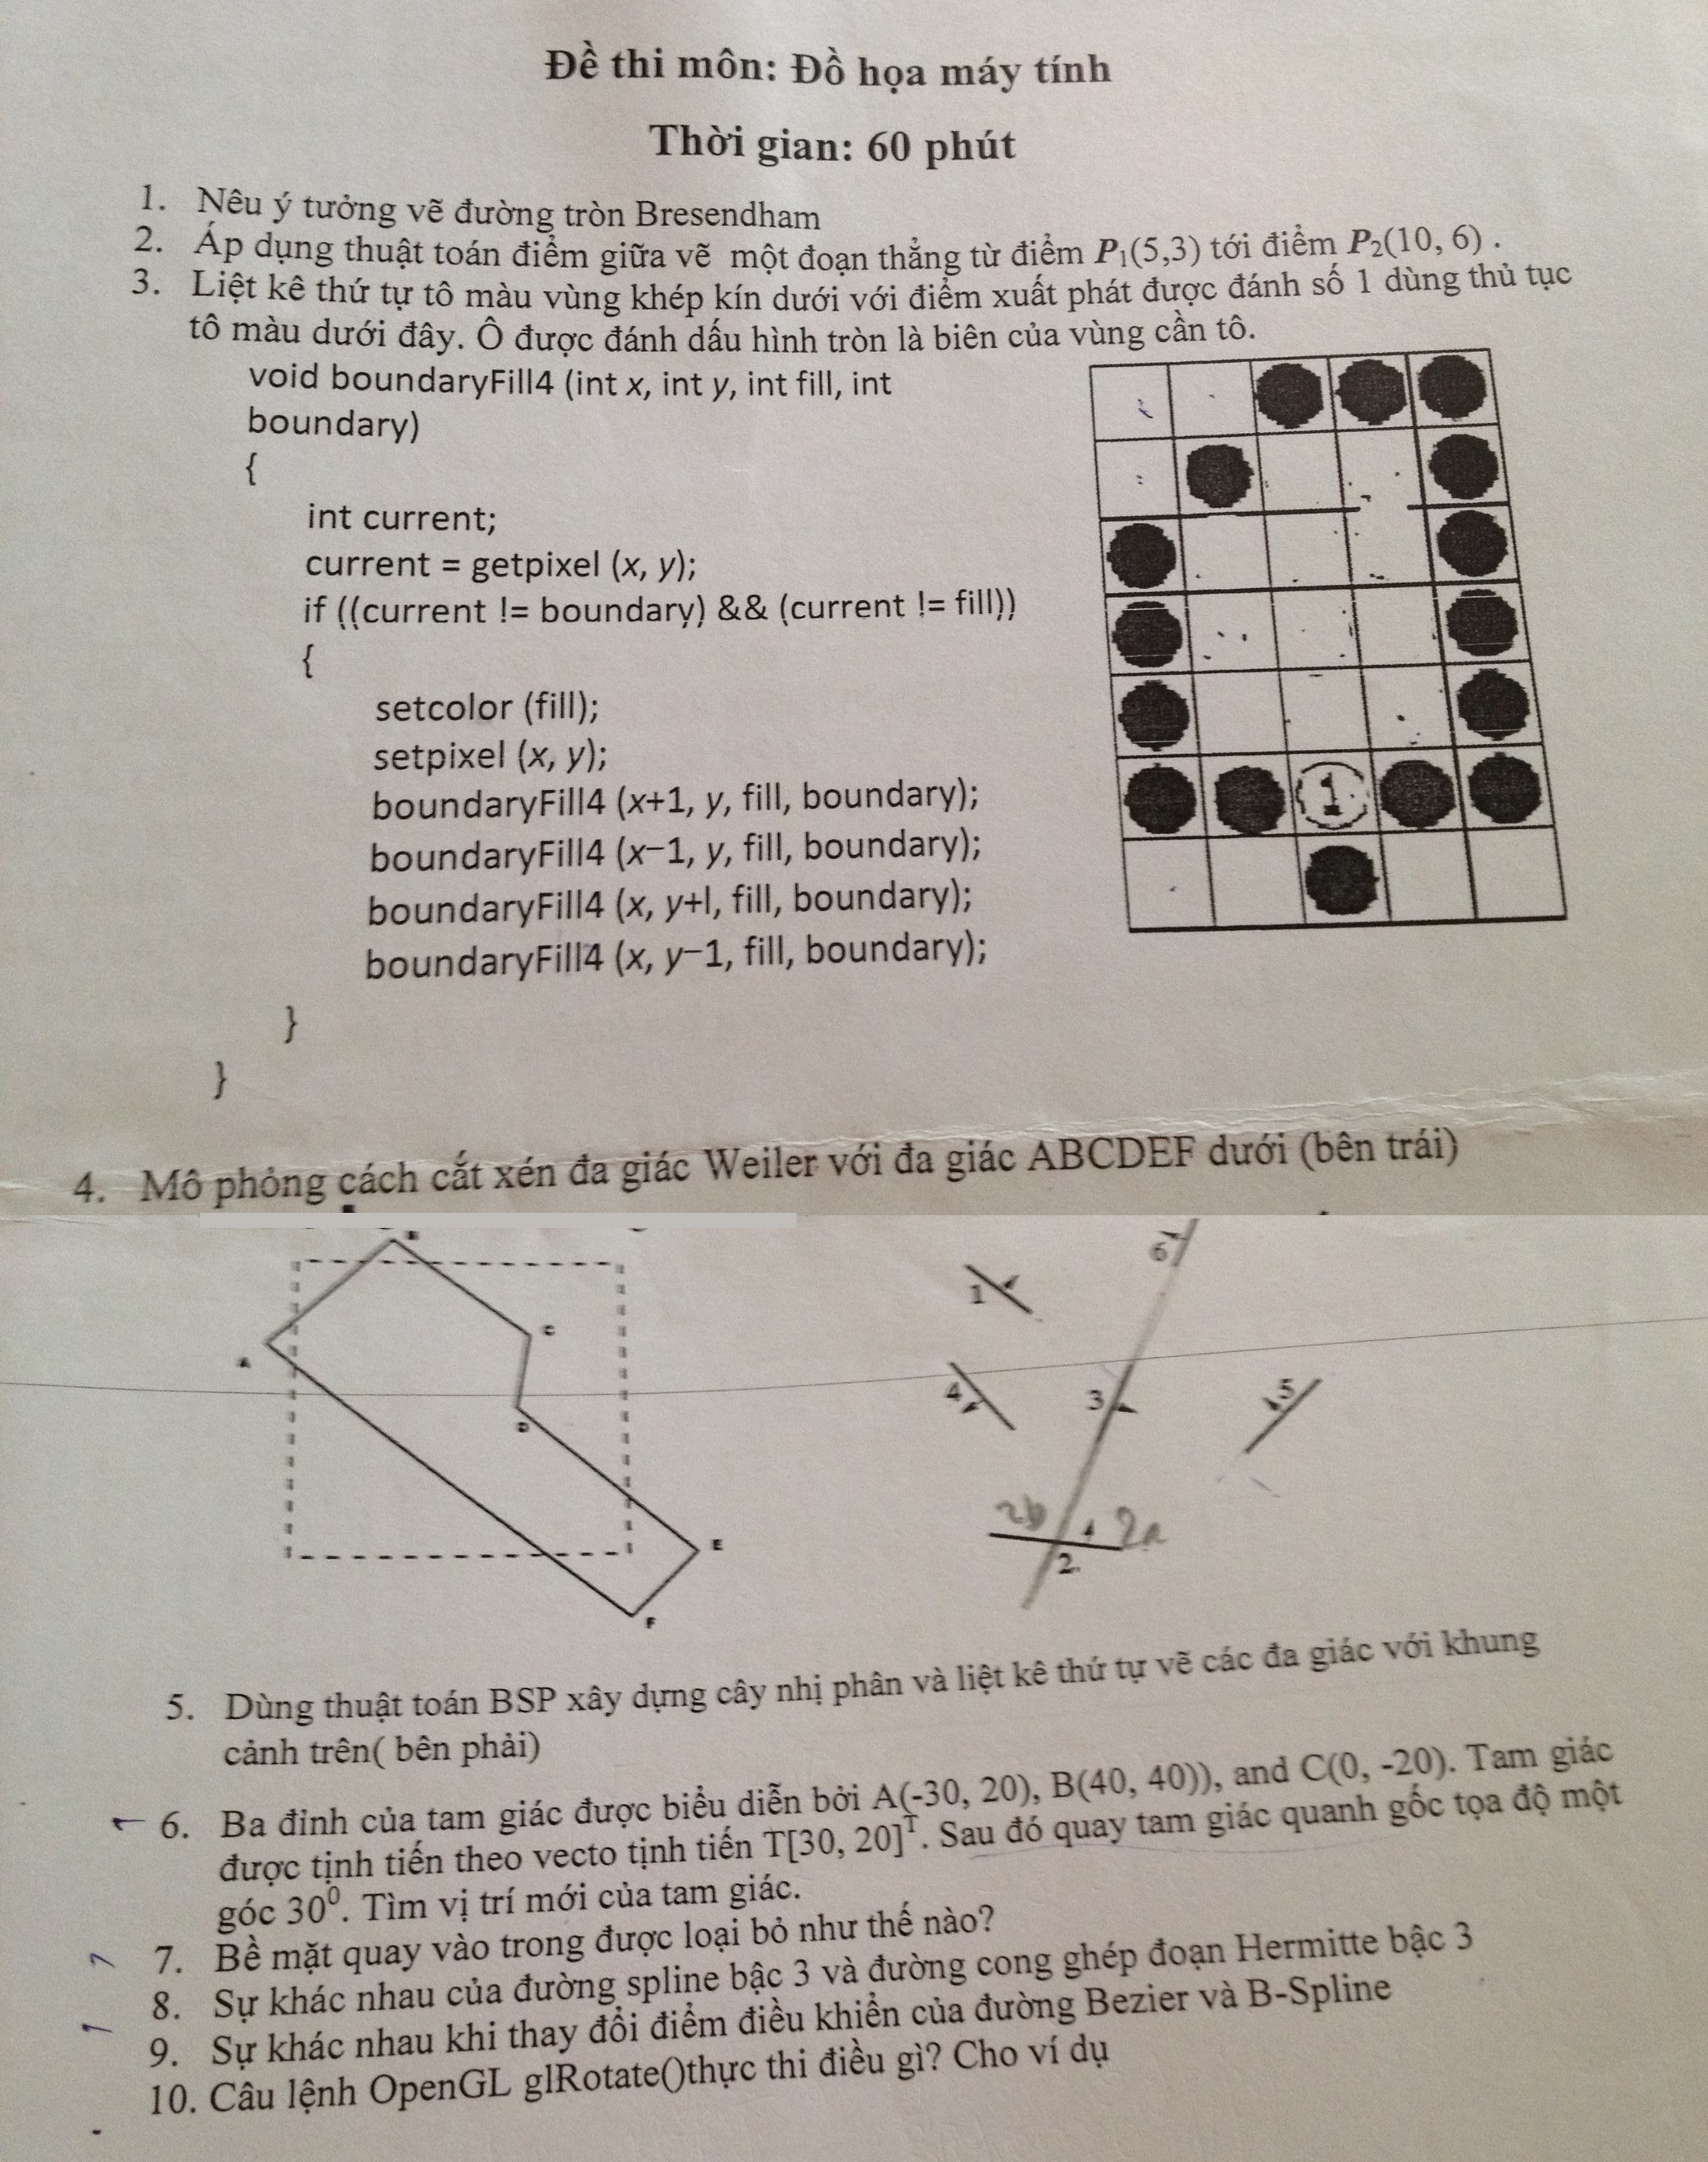 Đề thi môn: Đồ họa máy tính
Thời gian: 60 phút
1. Nêu ý tưởng vẽ đường tròn Bresendham
2. Áp dụng thuật toán điểm giữa vẽ một đoạn thẳng từ điểm P₁(5,3) tới điểm P₂(10, 6) .
3. Liệt kê thứ tự tô màu vùng khép kín dưới với điểm xuất phát được đánh số 1 dùng thủ tục
tô màu dưới đây. Ô được đánh dấu hình tròn là biên của vùng cần tô.
void boundaryFill4 (int x, int y, int fill, int
boundary)
{
int current;
current = getpixel (x, y);
if ((current != boundary) && (current != fill))
{
setcolor (fill);
setpixel (x, y);
boundaryFill4 (x+1, y, fill, boundary);
boundaryFill4 (x−1, y, fill, boundary);
boundaryFill4 (x, y+l, fill, boundary);
boundaryFill4 (x, y−1, fill, boundary);
}
}
1
4. Mô phỏng cách cắt xén đa giác Weiler với đa giác ABCDEF dưới (bên trái)
A
C
D
E
F
6
1
4
3
5
2b
2a
2.
5. Dùng thuật toán BSP xây dựng cây nhị phân và liệt kê thứ tự vẽ các đa giác với khung
cảnh trên( bên phải)
6. Ba đỉnh của tam giác được biểu diễn bởi A(-30, 20), B(40, 40)), and C(0, -20). Tam giác
được tịnh tiến theo vecto tịnh tiến T[30, 20]ᵀ. Sau đó quay tam giác quanh gốc tọa độ một
góc 30⁰. Tìm vị trí mới của tam giác.
7. Bề mặt quay vào trong được loại bỏ như thế nào?
8. Sự khác nhau của đường spline bậc 3 và đường cong ghép đoạn Hermitte bậc 3
9. Sự khác nhau khi thay đổi điểm điều khiển của đường Bezier và B-Spline
10. Câu lệnh OpenGL glRotate()thực thi điều gì? Cho ví dụ